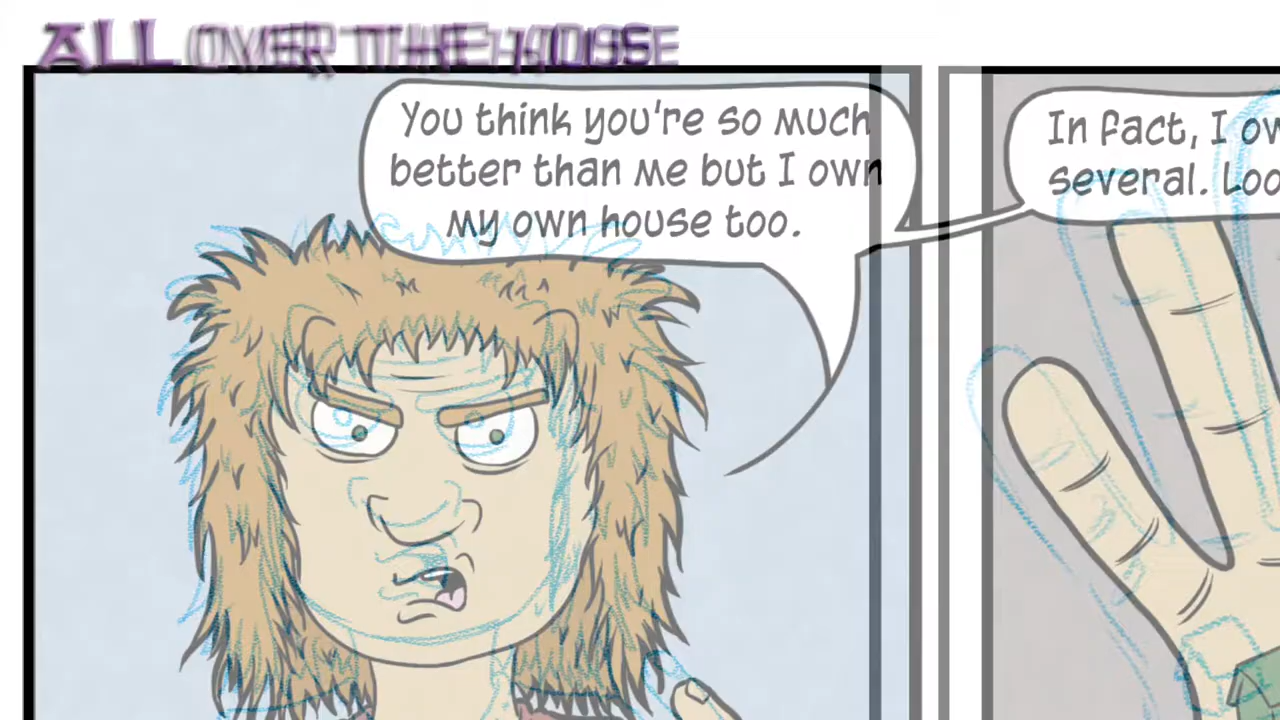 ALL OVER THE HOUSE
You think you're so much
better than me but I own
my own house too.
In fact, I
several.